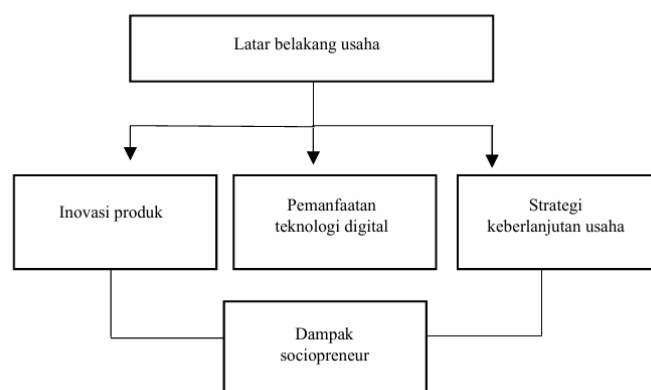 Latar belakang usaha
Inovasi produk
Pemanfaatan
teknologi digital
Strategi
keberlanjutan usaha
Dampak
sociopreneur